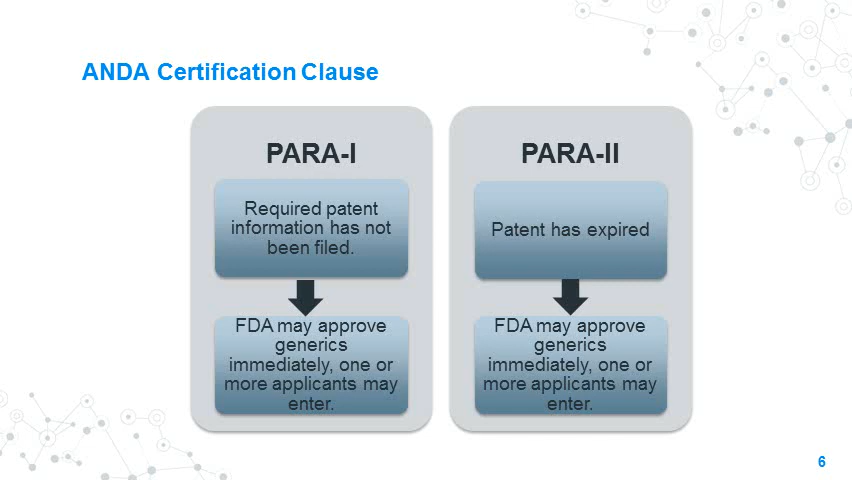 ANDA Certification Clause
PARA-I
Required patent
information has not
been filed.
FDA may approve
generics
immediately, one or
more applicants may
enter.
PARA-II
Patent has expired
FDA may approve
generics
immediately, one or
more applicants may
enter.
6